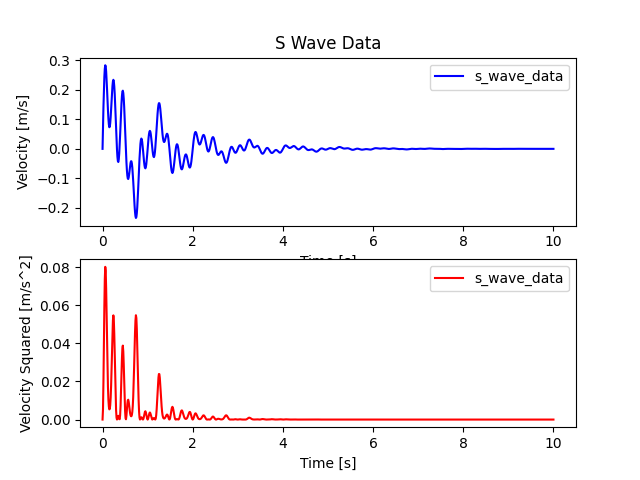 S Wave Data
s_wave_data
Velocity [m/s]
0.3
0.2
0.1
0.0
−0.1
−0.2
0 2 4 6 8 10
Time [s]
s_wave_data
Velocity Squared [m/s^2]
0.08
0.06
0.04
0.02
0.00
0 2 4 6 8 10
Time [s]